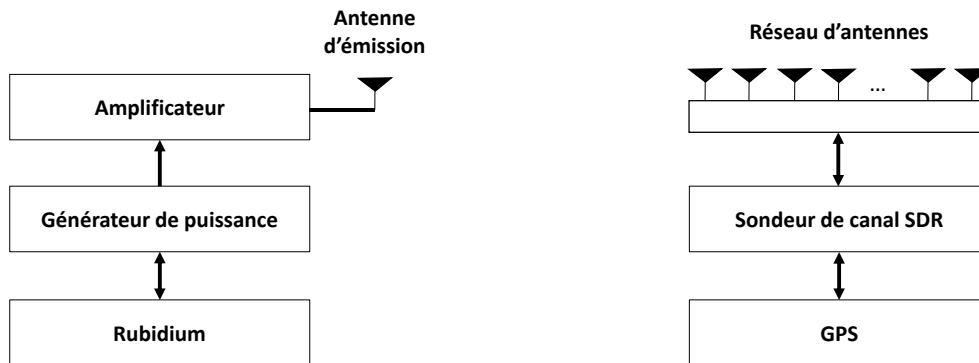 Antenne
d’émission
Amplificateur
Générateur de puissance
Rubidium
Réseau d’antennes
...
Sondeur de canal SDR
GPS